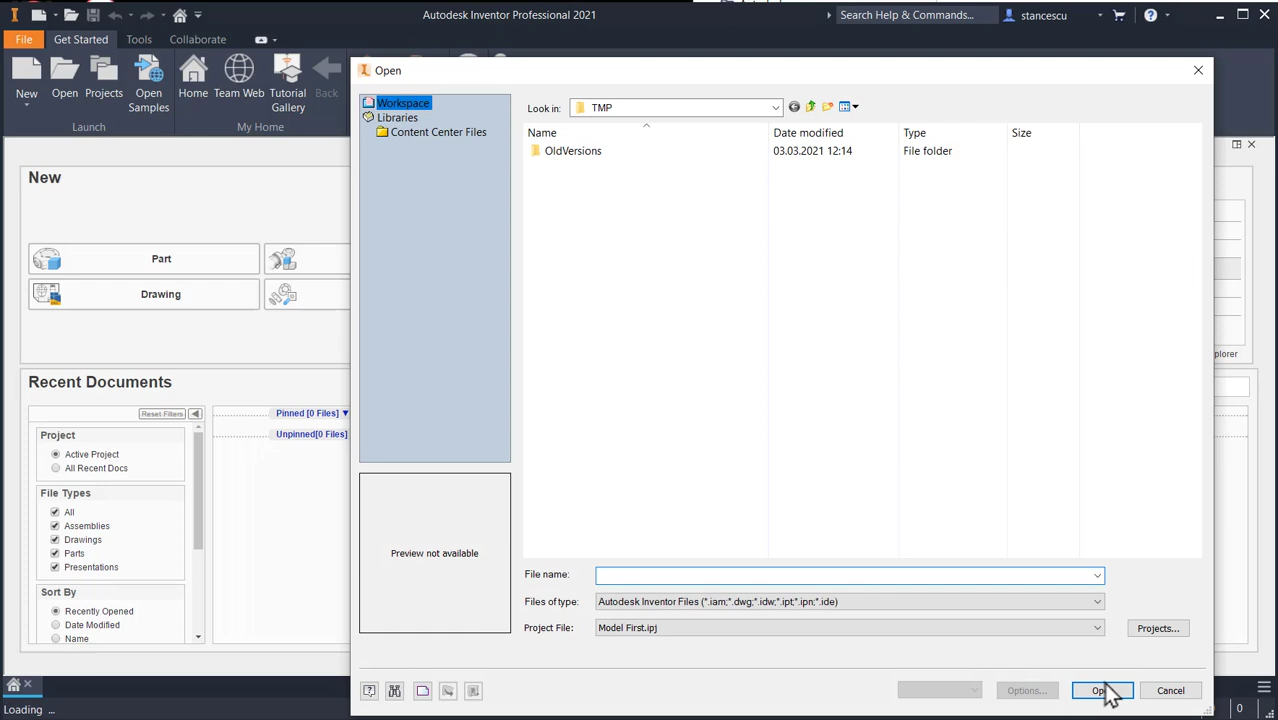 Autodesk Inventor Professional 2021
Search Help & Commands...
stancescu
File
Get Started
Tools
Collaborate
New
Open
Projects
Open Samples
Home
Team Web
Tutorial Gallery
Back
Launch
My Home
Open
Workspace
Libraries
Content Center Files
Look in:
TMP
Name
Date modified
Type
Size
OldVersions
03.03.2021 12:14
File folder
New
Part
Drawing
plorer
Recent Documents
Reset Filters
Pinned [0 Files]
Unpinned[0 Files]
Project
Active Project
All Recent Docs
File Types
All
Assemblies
Drawings
Parts
Presentations
Sort By
Recently Opened
Date Modified
Name
Preview not available
File name:
Files of type:
Autodesk Inventor Files (*.iam;*.dwg;*.idw;*.ipt;*.ipn;*.ide)
Project File:
Model First.ipj
Projects...
Options...
Op
Cancel
Loading ...
0